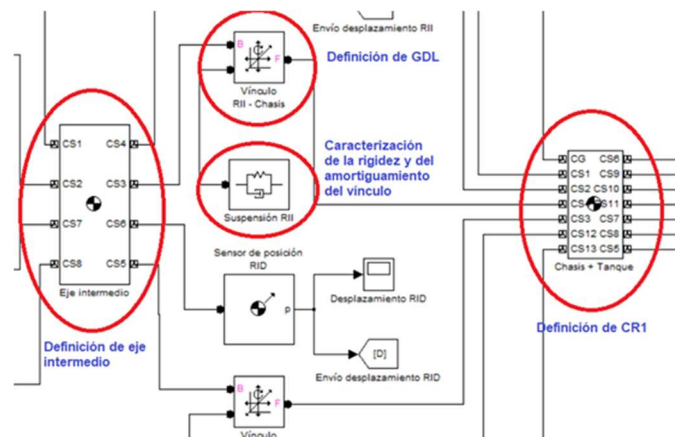 Envío desplazamiento RII
B
F
Vínculo
RII - Chasis
Definición de GDL
Caracterización
de la rigidez y del
amortiguamiento
del vínculo
Suspensión RII
CS1 CS4
CS2 CS3
CS7 CS6
CS8 CS5
Eje intermedio
Definición de eje
intermedio
Sensor de posición
RID
p
Desplazamiento RID
[D]
Envío desplazamiento RID
B
F
Vínculo
CG CS6
CS1 CS9
CS2 CS10
CS4 S11
CS3 CS7
CS12 CS8
CS13 CS5
Chasis + Tanque
Definición de CR1